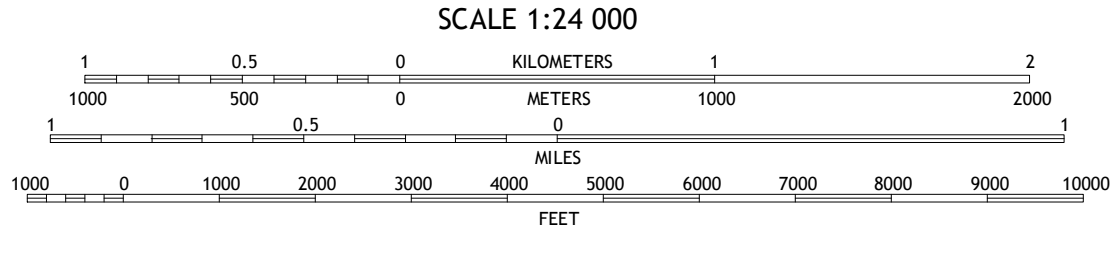 SCALE 1:24 000
1 0.5 0 KILOMETERS 1 2
1000 500 0 METERS 1000 2000
1 0.5 0 1
MILES
1000 0 1000 2000 3000 4000 5000 6000 7000 8000 9000 10000
FEET